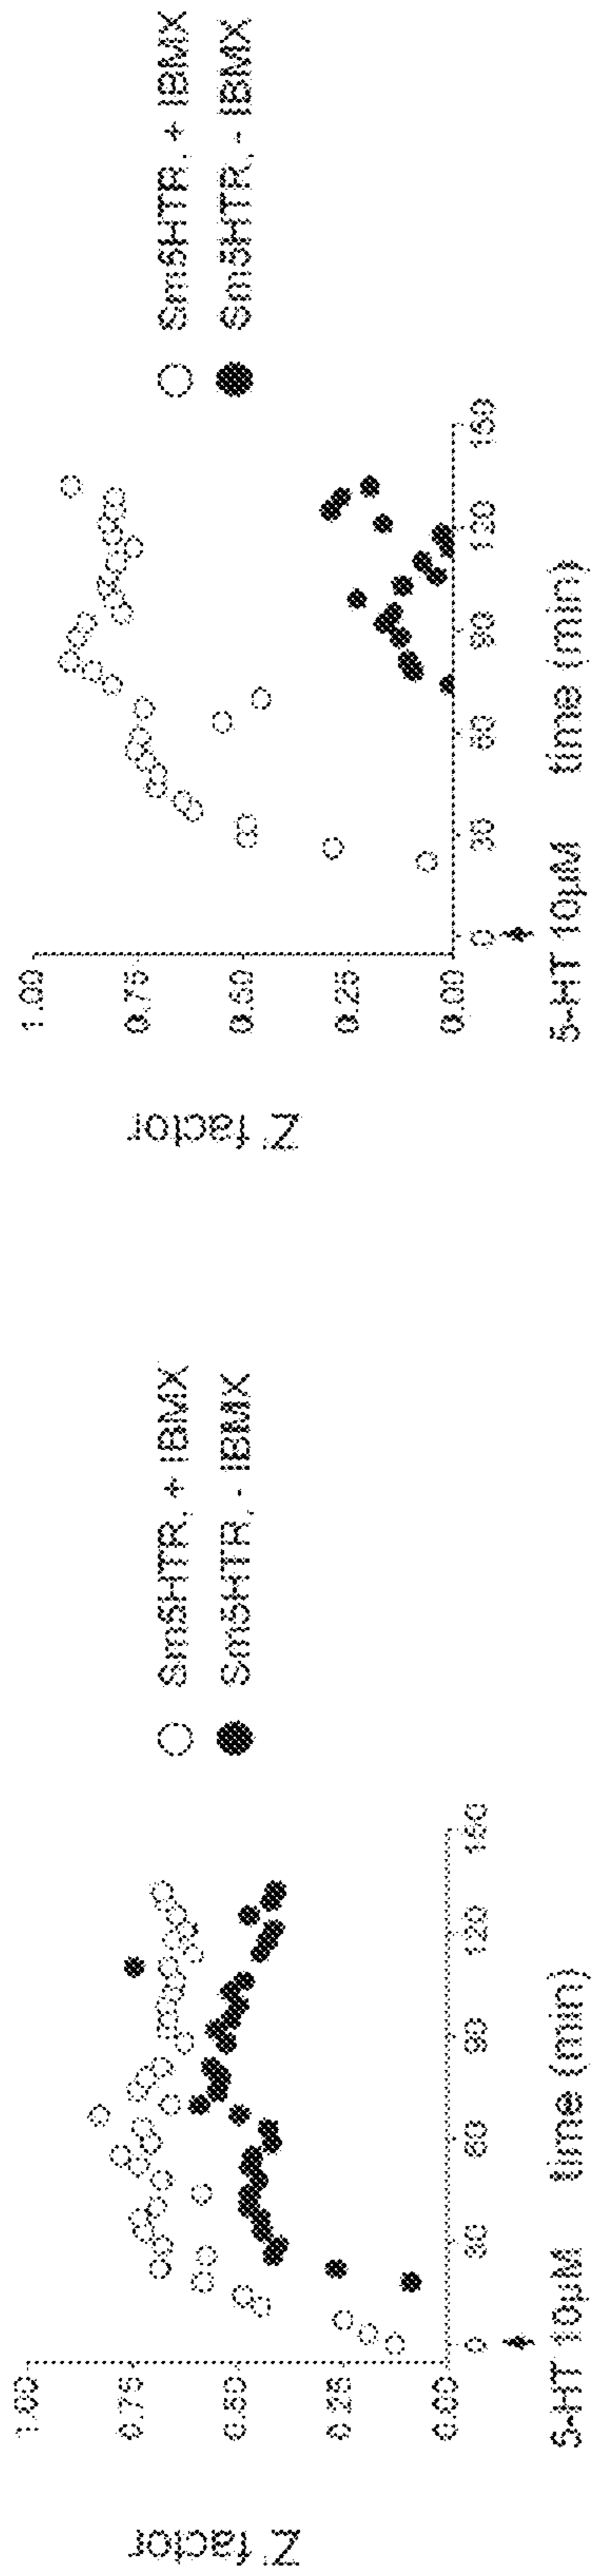 Z' factor
1.00
0.75
0.50
0.25
0.00
0
30
60
90
120
150
5-HT 10µM
time (min)
Sm5HTR, + IBMX
Sm5HTR, - IBMX
Z' factor
1.00
0.75
0.50
0.25
0.00
0
30
60
90
120
150
5-HT 10µM
time (min)
Sm5HTR, + IBMX
Sm5HTR, - IBMX